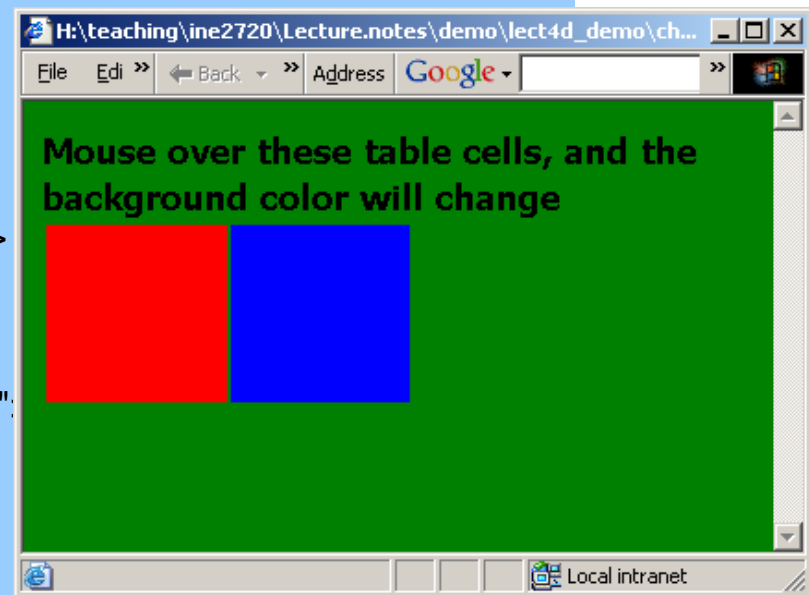 H:\teaching\ine2720\Lecture.notes\demo\lect4d_demo\ch...
File Edi » Back » Address Google »
Mouse over these table cells, and the
background color will change
>
";
Local intranet